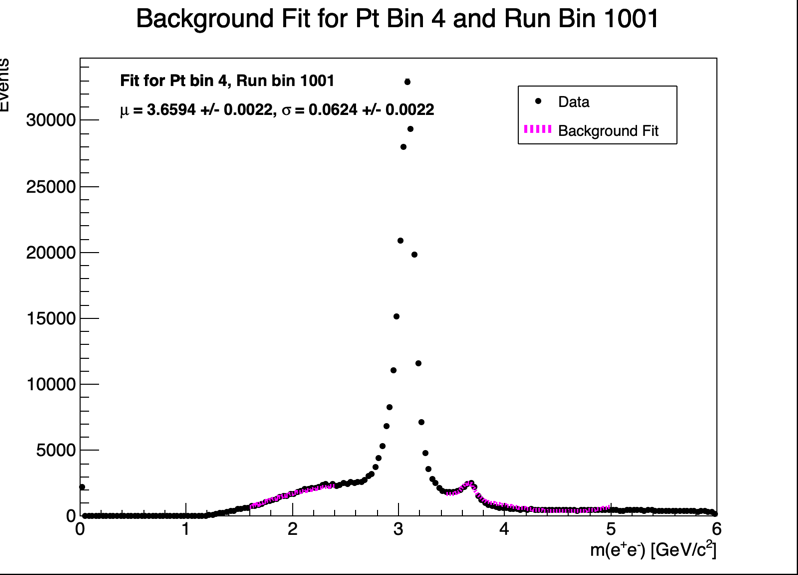 Background Fit for Pt Bin 4 and Run Bin 1001
Events
Fit for Pt bin 4, Run bin 1001
μ = 3.6594 +/- 0.0022, σ = 0.0624 +/- 0.0022
Data
Background Fit
30000
25000
20000
15000
10000
5000
0
0 1 2 3 4 5 6
m(e⁺e⁻) [GeV/c²]